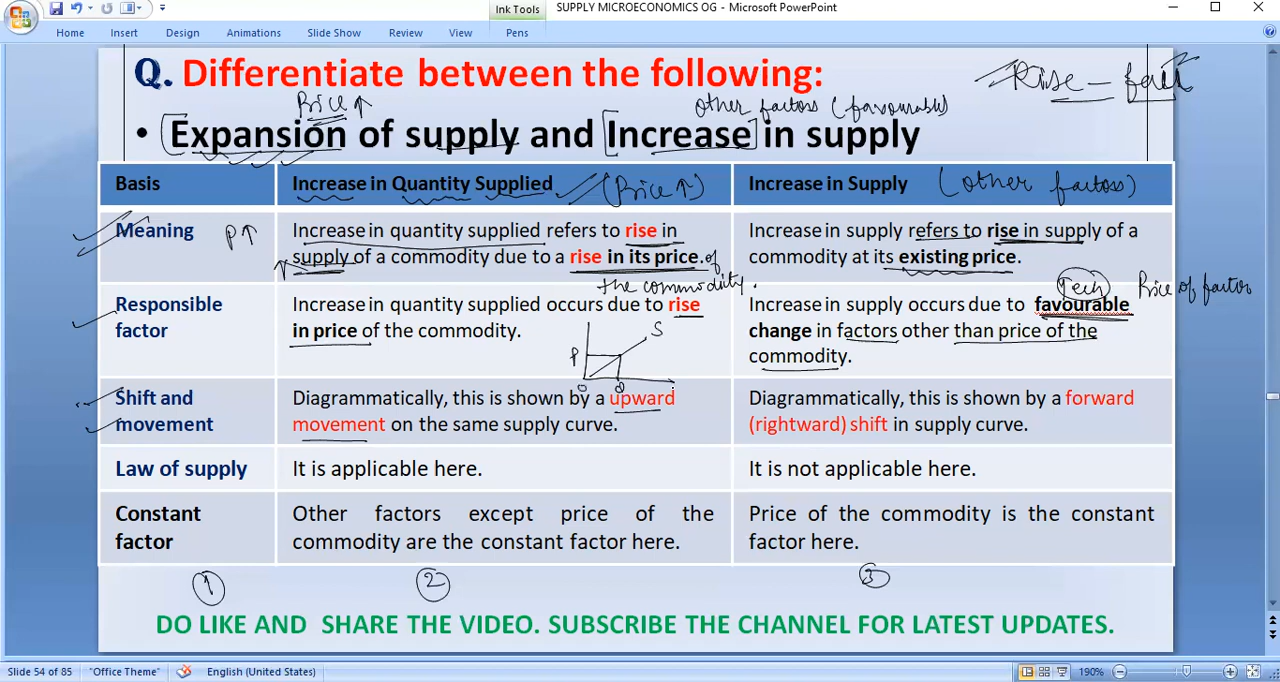 Ink Tools
SUPPLY MICROECONOMICS OG - Microsoft PowerPoint
Home Insert Design Animations Slide Show Review View Pens
Q. Differentiate between the following:
Rise –
Price ↑
other factors (favourable)
• Expansion of supply and Increase in supply
Basis
Increase in Quantity Supplied
(Price ↑)
Increase in Supply
(other factors)
Meaning
P↑
Increase in quantity supplied refers to rise in
supply of a commodity due to a rise in its price. of
the commodity.
Increase in supply refers to rise in supply of a
commodity at its existing price.
Tech
Price of factor
Responsible
factor
Increase in quantity supplied occurs due to rise
in price of the commodity.
S
P
O
Q
Increase in supply occurs due to favourable
change in factors other than price of the
commodity.
Shift and
movement
Diagrammatically, this is shown by a upward
movement on the same supply curve.
Diagrammatically, this is shown by a forward
(rightward) shift in supply curve.
Law of supply
It is applicable here.
It is not applicable here.
Constant
factor
Other factors except price of the
commodity are the constant factor here.
Price of the commodity is the constant
factor here.
1
2
3
DO LIKE AND SHARE THE VIDEO. SUBSCRIBE THE CHANNEL FOR LATEST UPDATES.
Slide 54 of 85
"Office Theme"
English (United States)
190%